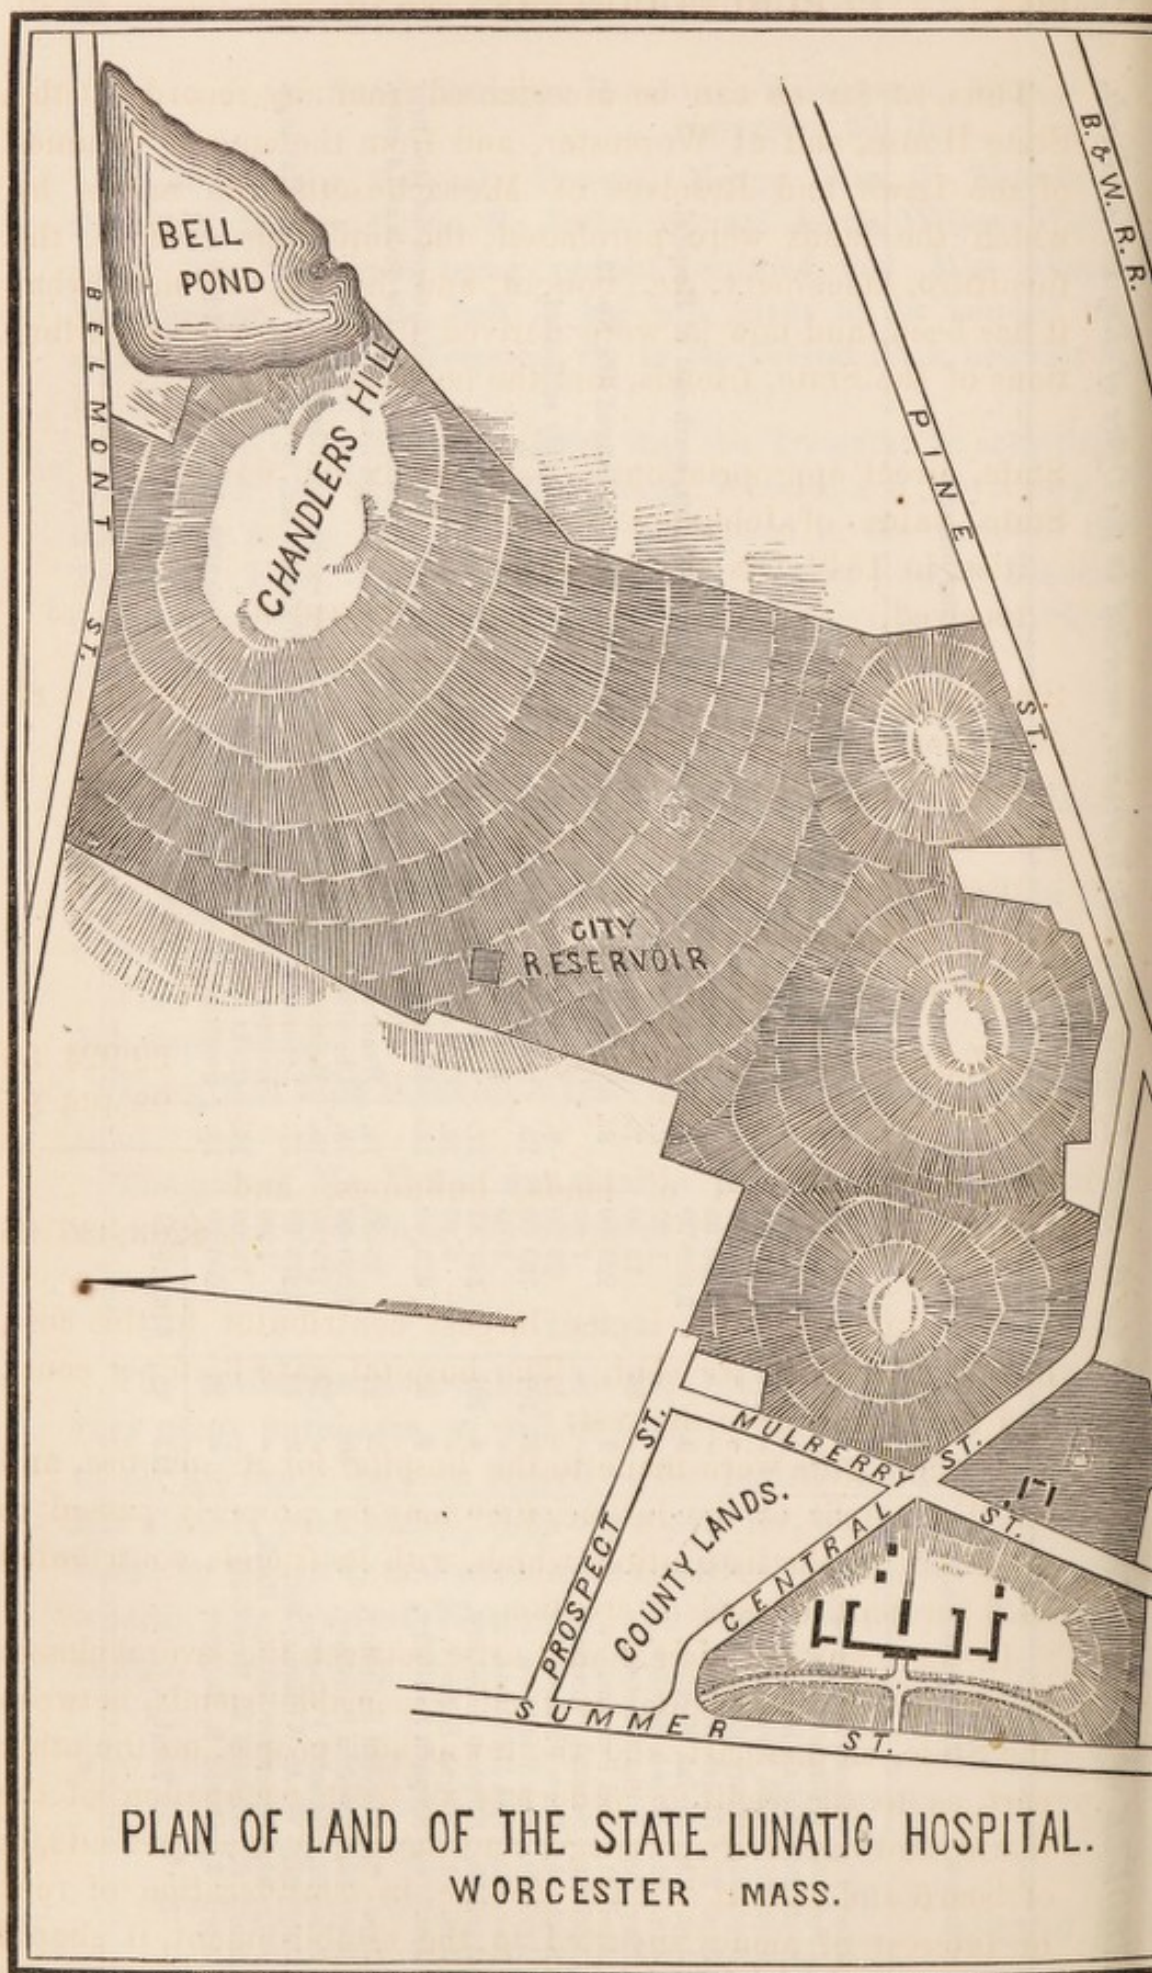 B. & W. R. R.
BELL
POND
BELMONT ST.
CHANDLERS HILL
PINE ST.
CITY
RESERVOIR
MULBERRY ST.
PROSPECT ST.
COUNTY LANDS.
CENTRAL ST.
SUMMER ST.
PLAN OF LAND OF THE STATE LUNATIC HOSPITAL.
WORCESTER MASS.